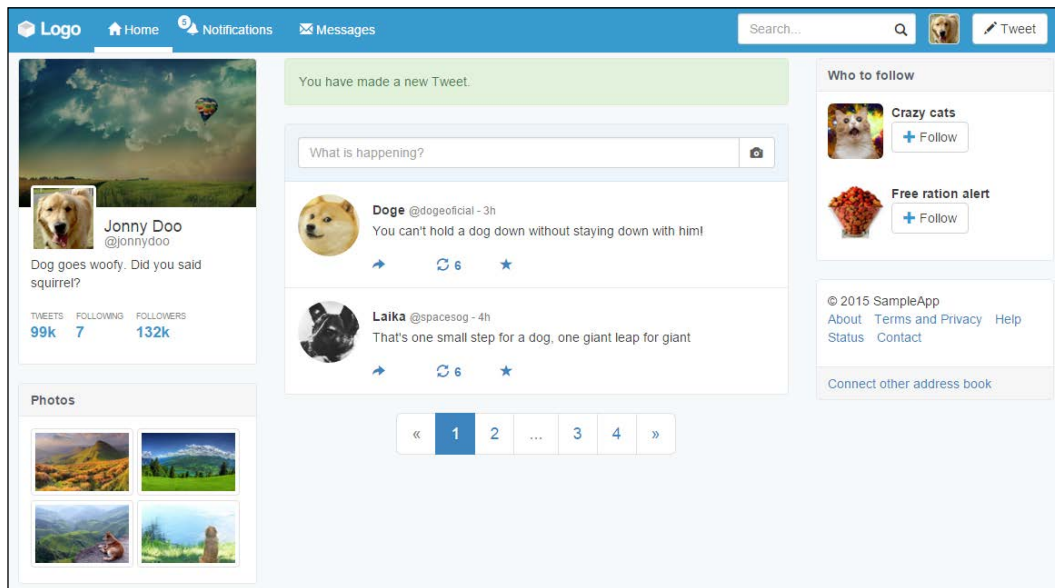 Logo
Home
5
Notifications
Messages
Search...
Tweet
Jonny Doo
@jonnydoo
Dog goes woofy. Did you said
squirrel?
TWEETS FOLLOWING FOLLOWERS
99k 7 132k
Photos
You have made a new Tweet.
What is happening?
Doge @dogeoficial - 3h
You can't hold a dog down without staying down with him!
6
Laika @spacesog - 4h
That's one small step for a dog, one giant leap for giant
6
« 1 2 ... 3 4 »
Who to follow
Crazy cats
Follow
Free ration alert
Follow
© 2015 SampleApp
About Terms and Privacy Help
Status Contact
Connect other address book